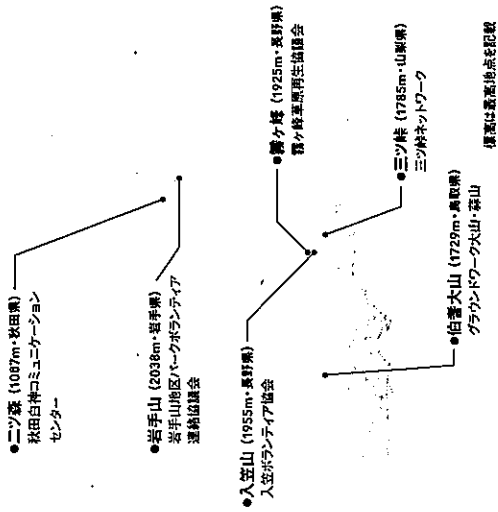 ●二ツ森 (1087m・秋田県)
秋田白神コミュニケーション
センター
●岩手山 (2038m・岩手県)
岩手山地区パークボランティア
連絡協議会
●入笠山 (1955m・長野県)
入笠ボランティア協会
●霧ヶ峰 (1925m・長野県)
霧ヶ峰草原再生協議会
●三ツ峠 (1785m・山梨県)
三ツ峠ネットワーク
●伯耆大山 (1729m・鳥取県)
グラウンドワーク大山・蒜山
標高は最高地点を記載